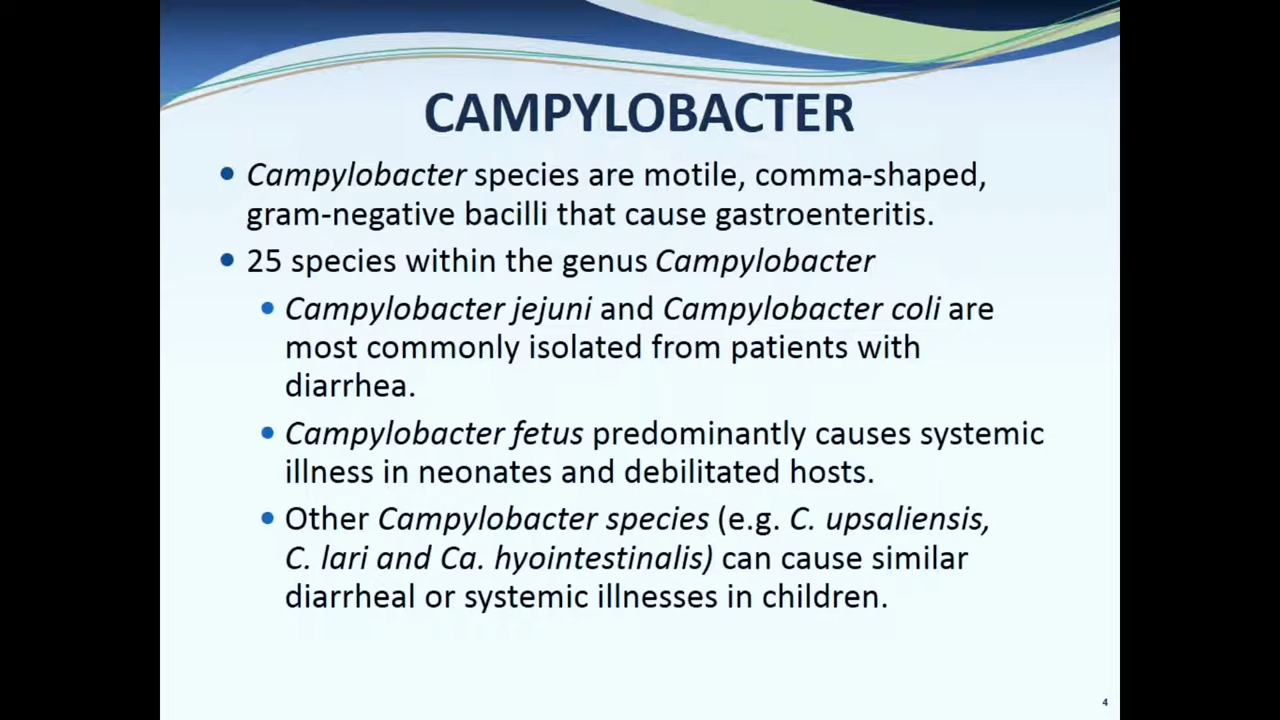 CAMPYLOBACTER
• Campylobacter species are motile, comma-shaped,
gram-negative bacilli that cause gastroenteritis.
• 25 species within the genus Campylobacter
• Campylobacter jejuni and Campylobacter coli are
most commonly isolated from patients with
diarrhea.
• Campylobacter fetus predominantly causes systemic
illness in neonates and debilitated hosts.
• Other Campylobacter species (e.g. C. upsaliensis,
C. lari and Ca. hyointestinalis) can cause similar
diarrheal or systemic illnesses in children.
4